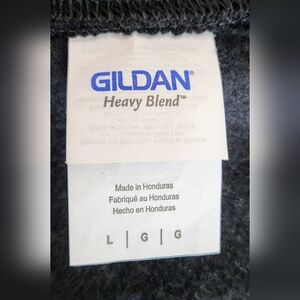 GILDAN®
Heavy Blend™
Made in Honduras
Fabriqué au Honduras
Hecho en Honduras
L | G | G